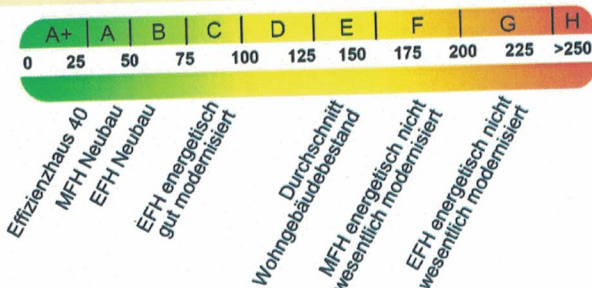 A+ A B C D E F G H
0 25 50 75 100 125 150 175 200 225 >250
Effizienzhaus 40
MFH Neubau
EFH Neubau
EFH energetisch
gut modernisiert
Durchschnitt
Wohngebäudebestand
MFH energetisch nicht
wesentlich modernisiert
EFH energetisch nicht
wesentlich modernisiert